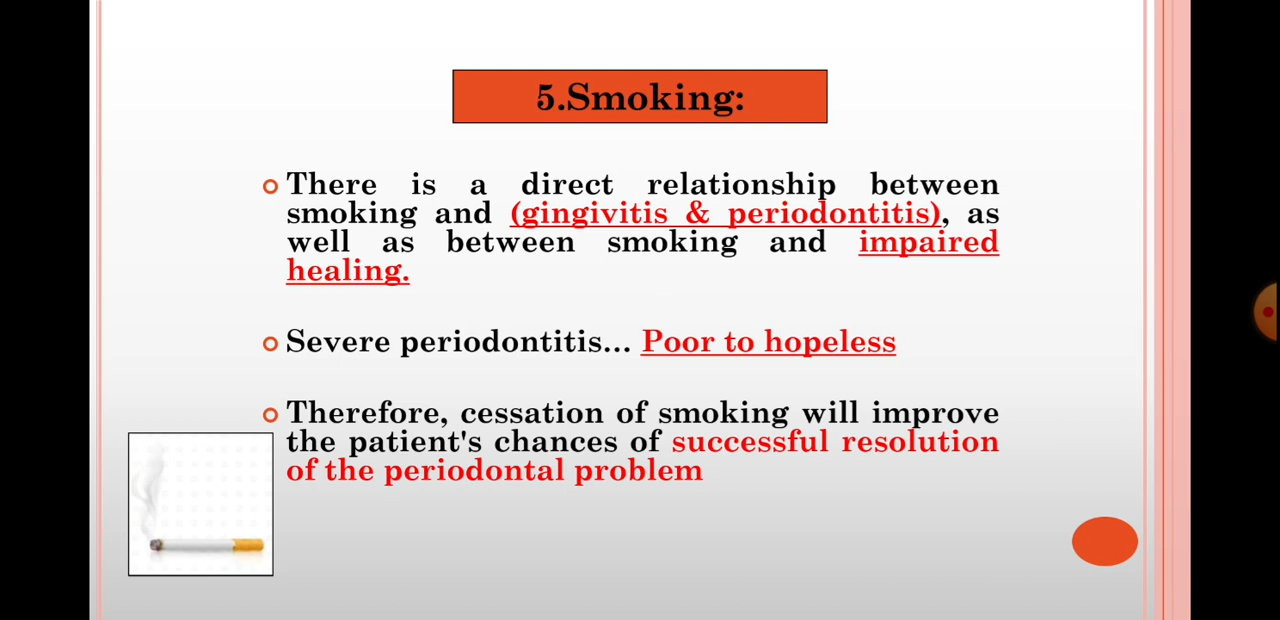 5.Smoking:
There is a direct relationship between
smoking and (gingivitis & periodontitis), as
well as between smoking and impaired
healing.
Severe periodontitis... Poor to hopeless
Therefore, cessation of smoking will improve
the patient's chances of successful resolution
of the periodontal problem